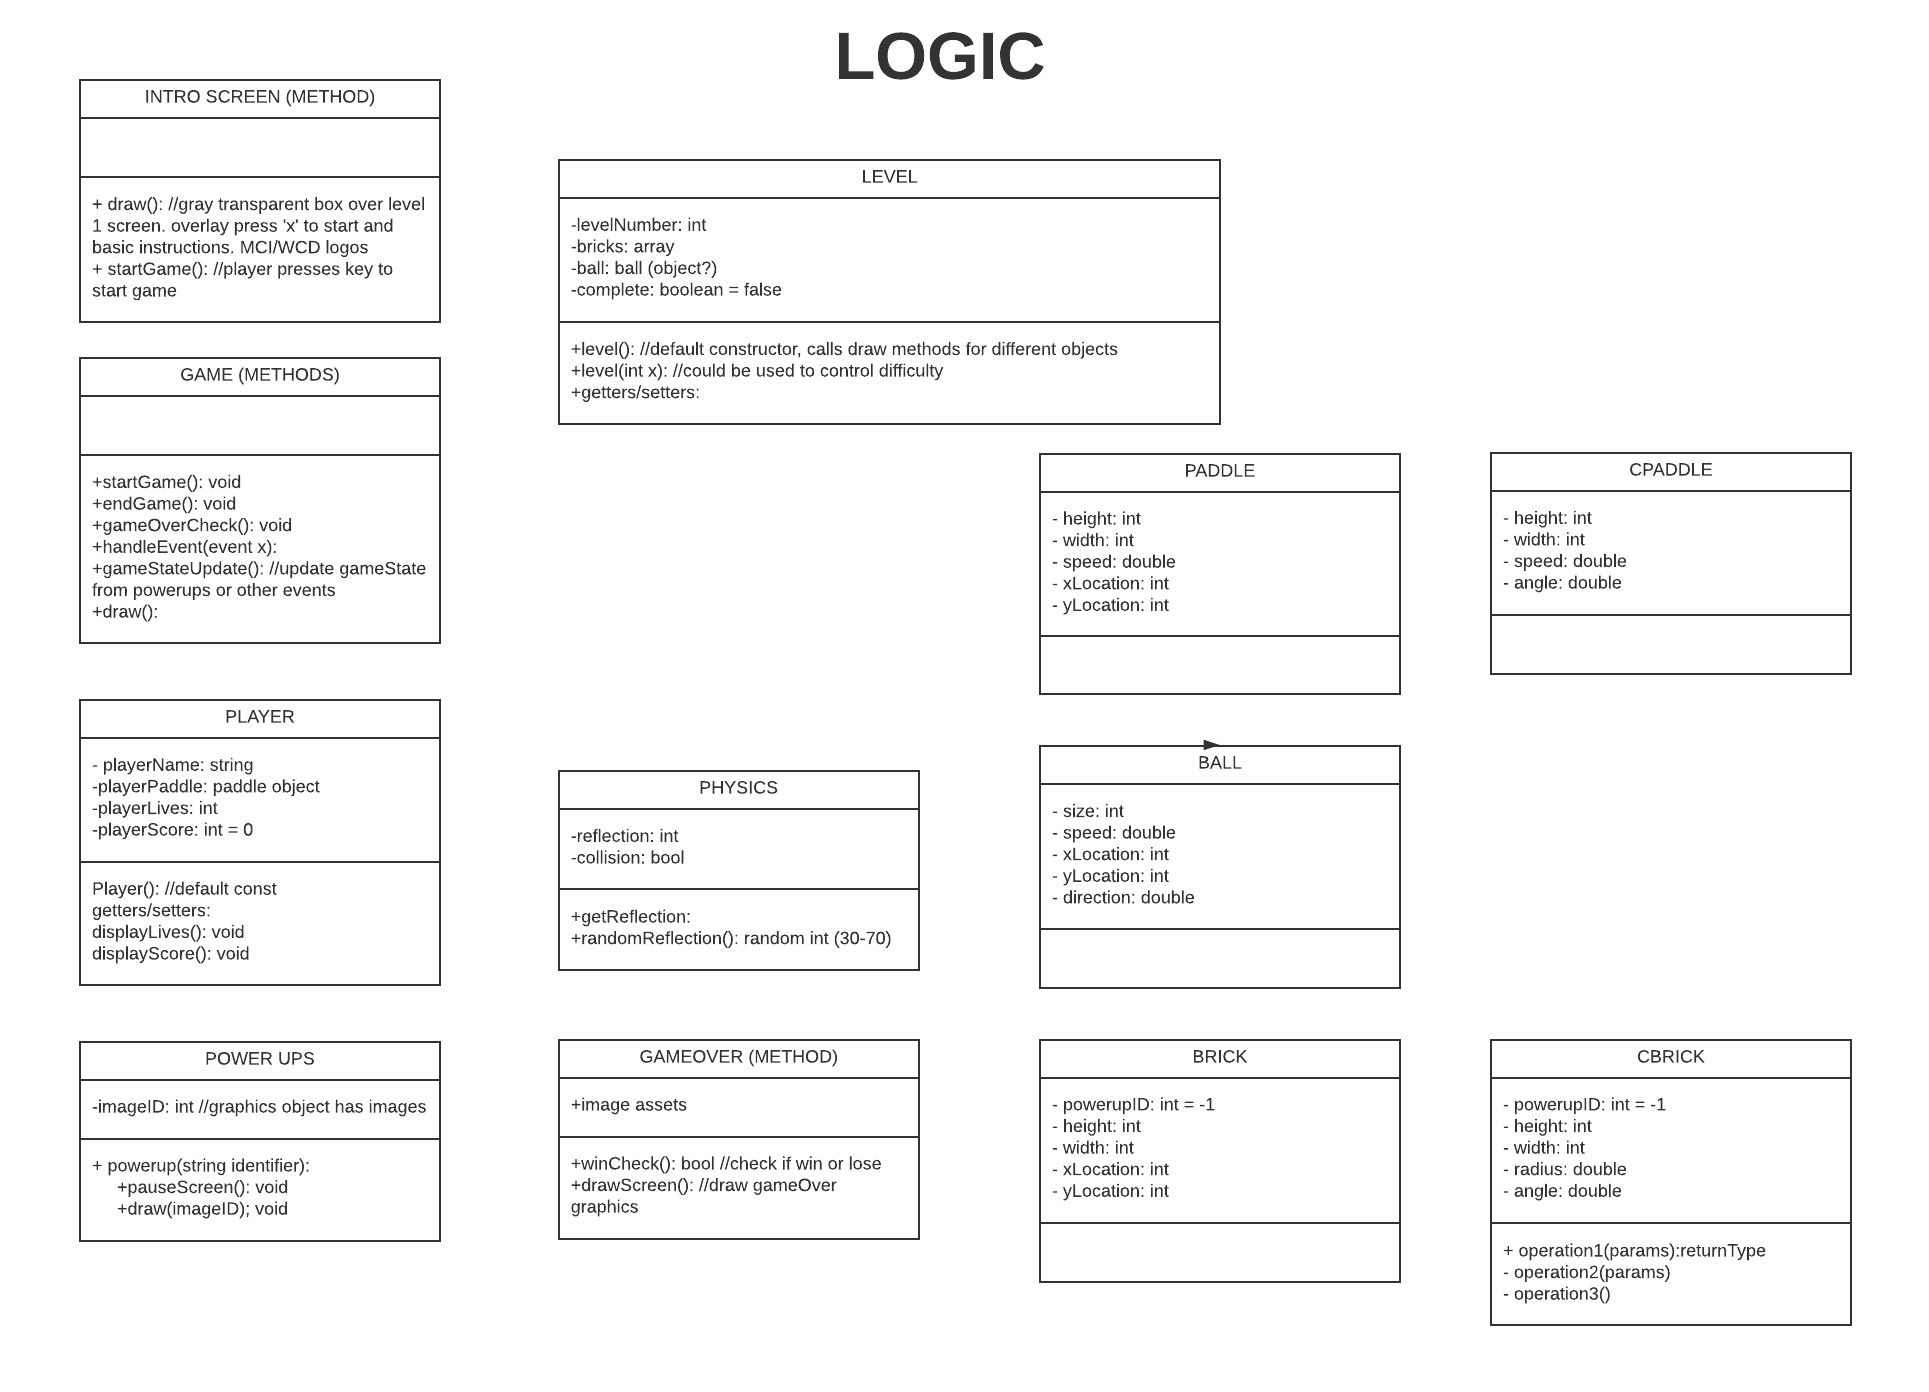 LOGIC
INTRO SCREEN (METHOD)
+ draw(): //gray transparent box over level
1 screen. overlay press 'x' to start and
basic instructions. MCI/WCD logos
+ startGame(): //player presses key to
start game
LEVEL
-levelNumber: int
-bricks: array
-ball: ball (object?)
-complete: boolean = false
+level(): //default constructor, calls draw methods for different objects
+level(int x): //could be used to control difficulty
+getters/setters:
GAME (METHODS)
+startGame(): void
+endGame(): void
+gameOverCheck(): void
+handleEvent(event x):
+gameStateUpdate(): //update gameState
from powerups or other events
+draw():
PADDLE
- height: int
- width: int
- speed: double
- xLocation: int
- yLocation: int
CPADDLE
- height: int
- width: int
- speed: double
- angle: double
PLAYER
- playerName: string
-playerPaddle: paddle object
-playerLives: int
-playerScore: int = 0
Player(): //default const
getters/setters:
displayLives(): void
displayScore(): void
PHYSICS
-reflection: int
-collision: bool
+getReflection:
+randomReflection(): random int (30-70)
BALL
- size: int
- speed: double
- xLocation: int
- yLocation: int
- direction: double
POWER UPS
-imageID: int //graphics object has images
+ powerup(string identifier):
+pauseScreen(): void
+draw(imageID); void
GAMEOVER (METHOD)
+image assets
+winCheck(): bool //check if win or lose
+drawScreen(): //draw gameOver
graphics
BRICK
- powerupID: int = -1
- height: int
- width: int
- xLocation: int
- yLocation: int
CBRICK
- powerupID: int = -1
- height: int
- width: int
- radius: double
- angle: double
+ operation1(params):returnType
- operation2(params)
- operation3()